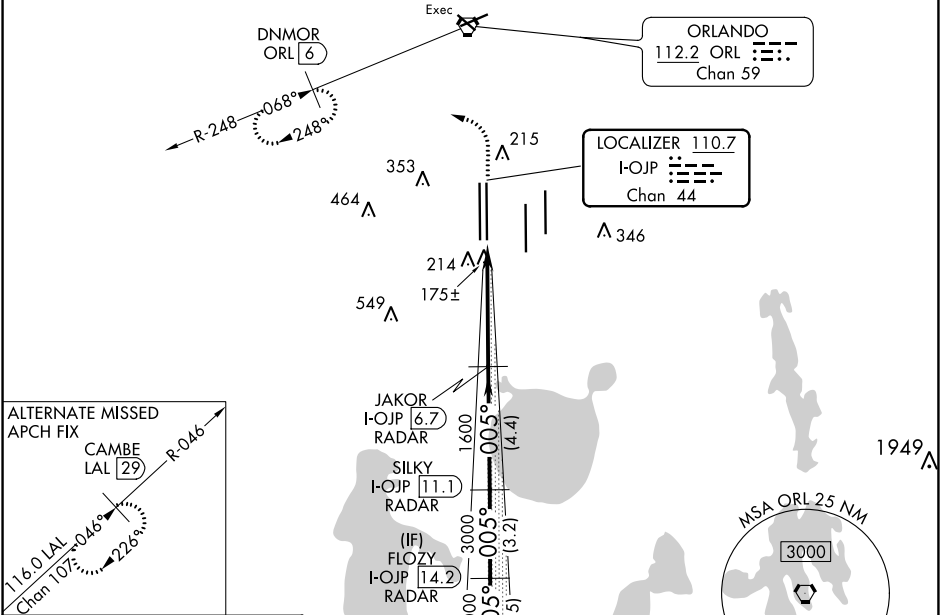 Exec
DNMOR
ORL 6
ORLANDO
112.2 ORL
Chan 59
R-248
068°
248°
215
LOCALIZER 110.7
I-OJP
Chan 44
353
464
346
214
175±
549
JAKOR
I-OJP 6.7
RADAR
1600
005°
(4.4)
SILKY
I-OJP 11.1
RADAR
3000
005°
(3.2)
(IF)
FLOZY
I-OJP 14.2
RADAR
ALTERNATE MISSED
APCH FIX
CAMBE
LAL 29
R-046
046°
226°
116.0 LAL
Chan 107
1949
MSA ORL 25 NM
3000